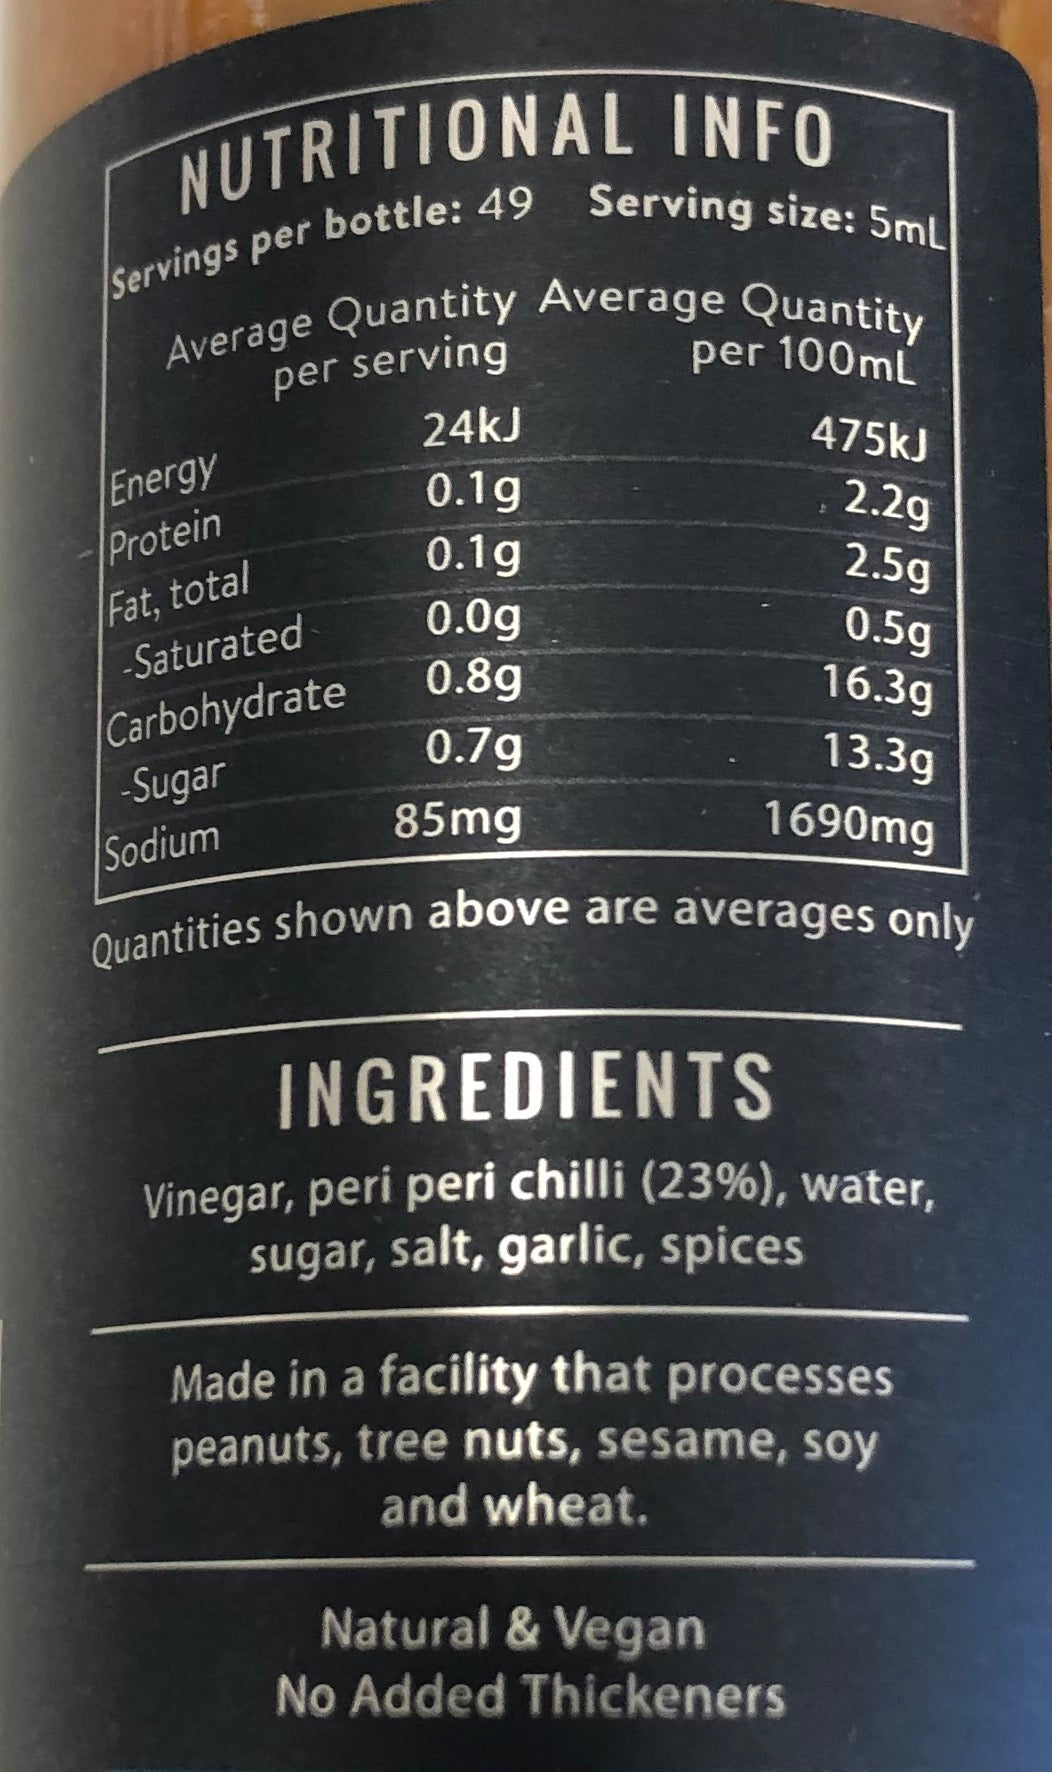 NUTRITIONAL INFO
Servings per bottle: 49 Serving size: 5mL
Average Quantity Average Quantity
per serving per 100mL
Energy 24kJ 475kJ
Protein 0.1g 2.2g
Fat, total 0.1g 2.5g
-Saturated 0.0g 0.5g
Carbohydrate 0.8g 16.3g
-Sugar 0.7g 13.3g
Sodium 85mg 1690mg
Quantities shown above are averages only
INGREDIENTS
Vinegar, peri peri chilli (23%), water,
sugar, salt, garlic, spices
Made in a facility that processes
peanuts, tree nuts, sesame, soy
and wheat.
Natural & Vegan
No Added Thickeners